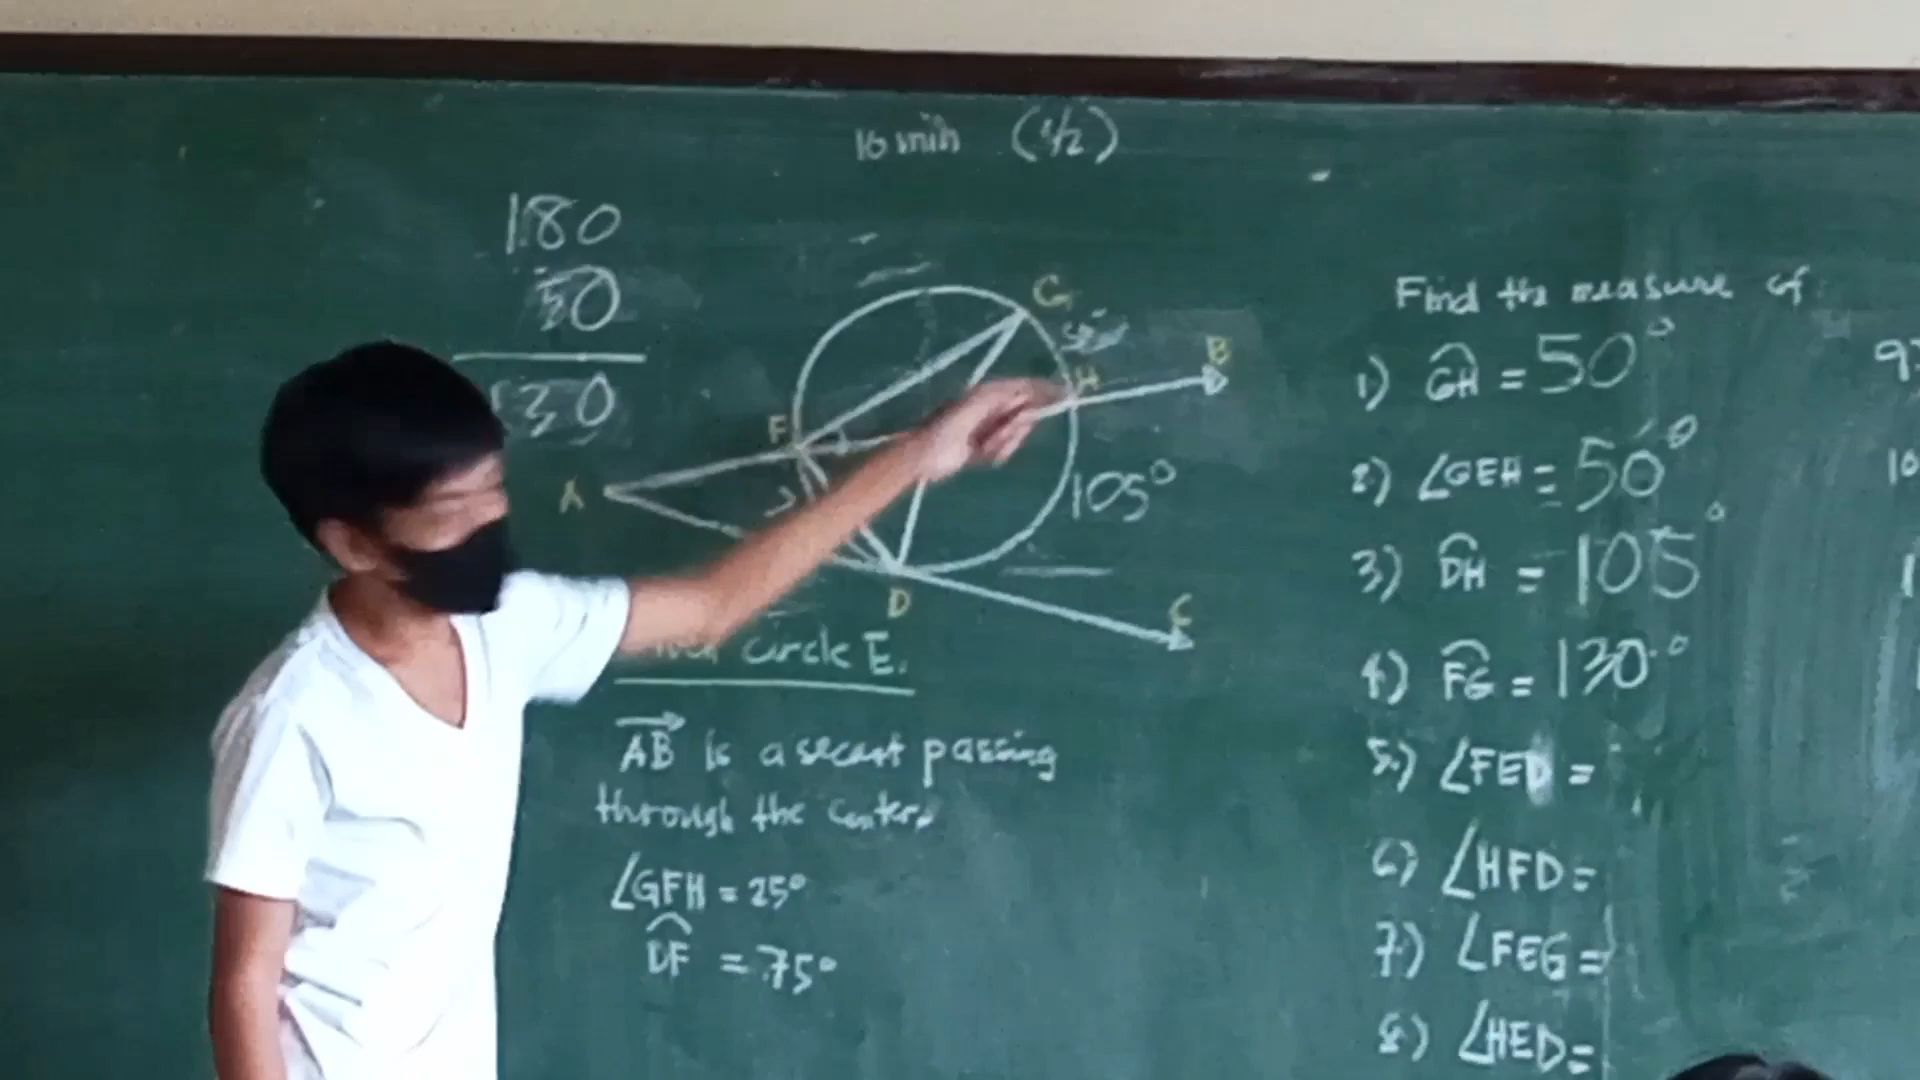 10 min (1/2)
180
50
130
G
B
H
F
A
105°
D
C
circle E.
AB is a secant passing
through the center.
∠GFH = 25°
DF = 75°
Find the measure of
1) GH = 50°
2) ∠GEH = 50°
3) DH = 105°
4) FG = 130°
5.) ∠FED =
6) ∠HFD =
7.) ∠FEG =
8.) ∠HED =